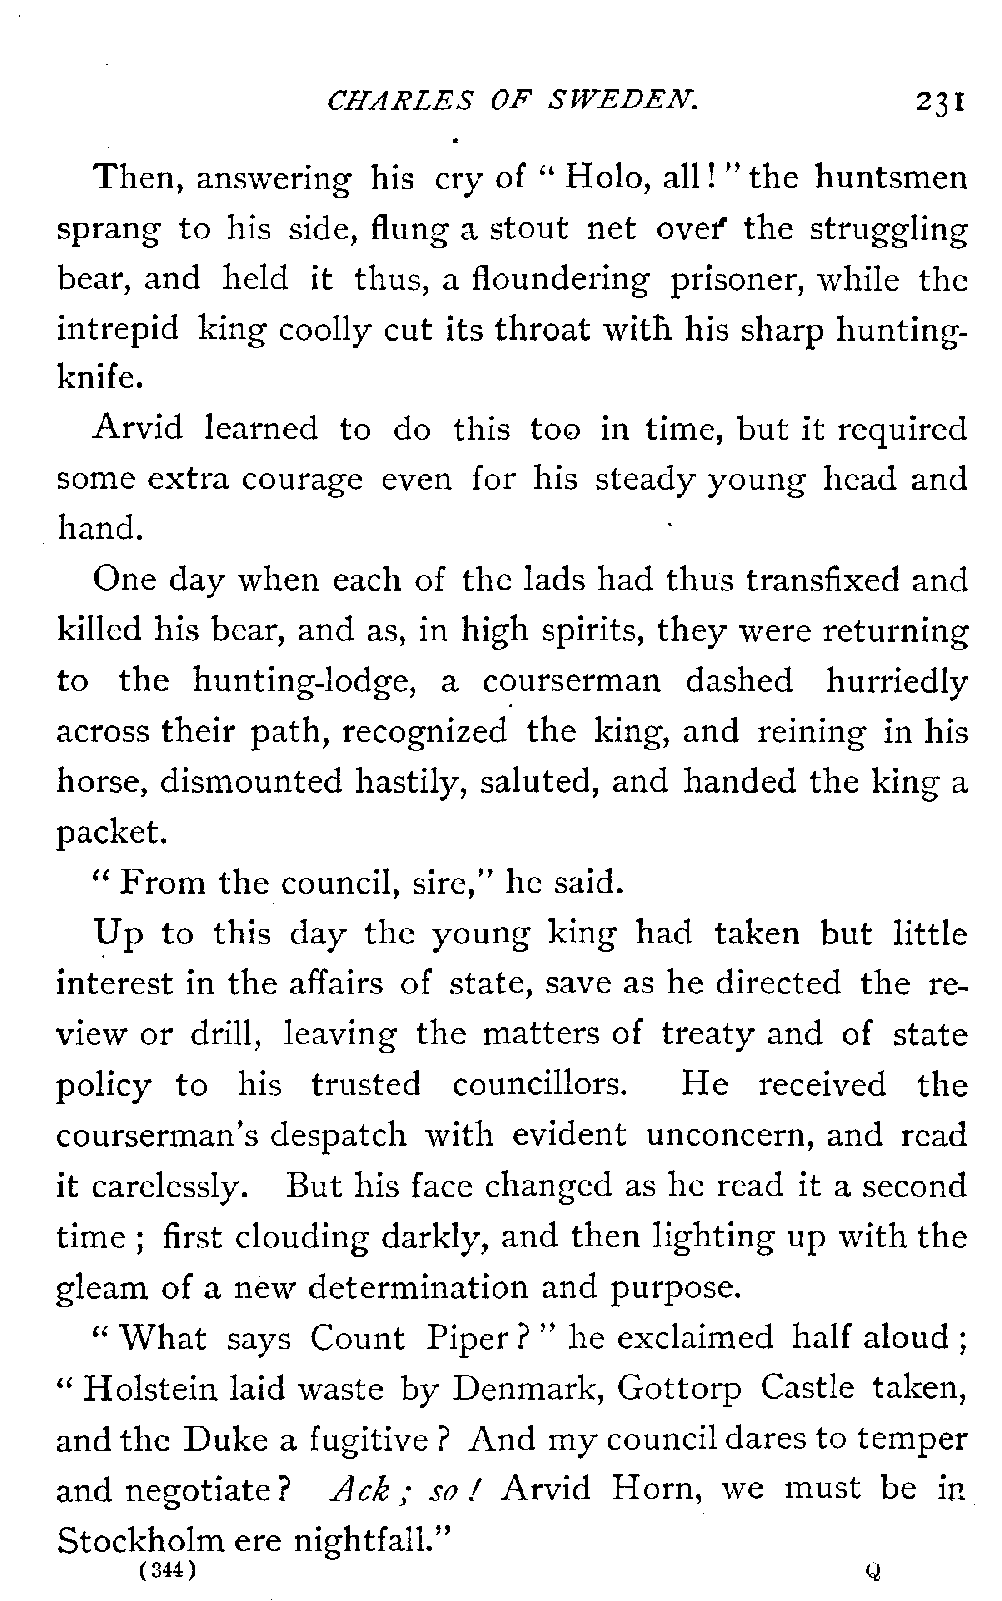 CHARLES OF SWEDEN. 231
Then, answering his cry of “ Holo, all ! ” the huntsmen
sprang to his side, flung a stout net over the struggling
bear, and held it thus, a floundering prisoner, while the
intrepid king coolly cut its throat with his sharp hunting-
knife.
Arvid learned to do this too in time, but it required
some extra courage even for his steady young head and
hand.
One day when each of the lads had thus transfixed and
killed his bear, and as, in high spirits, they were returning
to the hunting-lodge, a courserman dashed hurriedly
across their path, recognized the king, and reining in his
horse, dismounted hastily, saluted, and handed the king a
packet.
“ From the council, sire,” he said.
Up to this day the young king had taken but little
interest in the affairs of state, save as he directed the re-
view or drill, leaving the matters of treaty and of state
policy to his trusted councillors. He received the
courserman’s despatch with evident unconcern, and read
it carelessly. But his face changed as he read it a second
time ; first clouding darkly, and then lighting up with the
gleam of a new determination and purpose.
“ What says Count Piper ? ” he exclaimed half aloud ;
“ Holstein laid waste by Denmark, Gottorp Castle taken,
and the Duke a fugitive ? And my council dares to temper
and negotiate ? Ack ; so ! Arvid Horn, we must be in
Stockholm ere nightfall.”
(344) Q